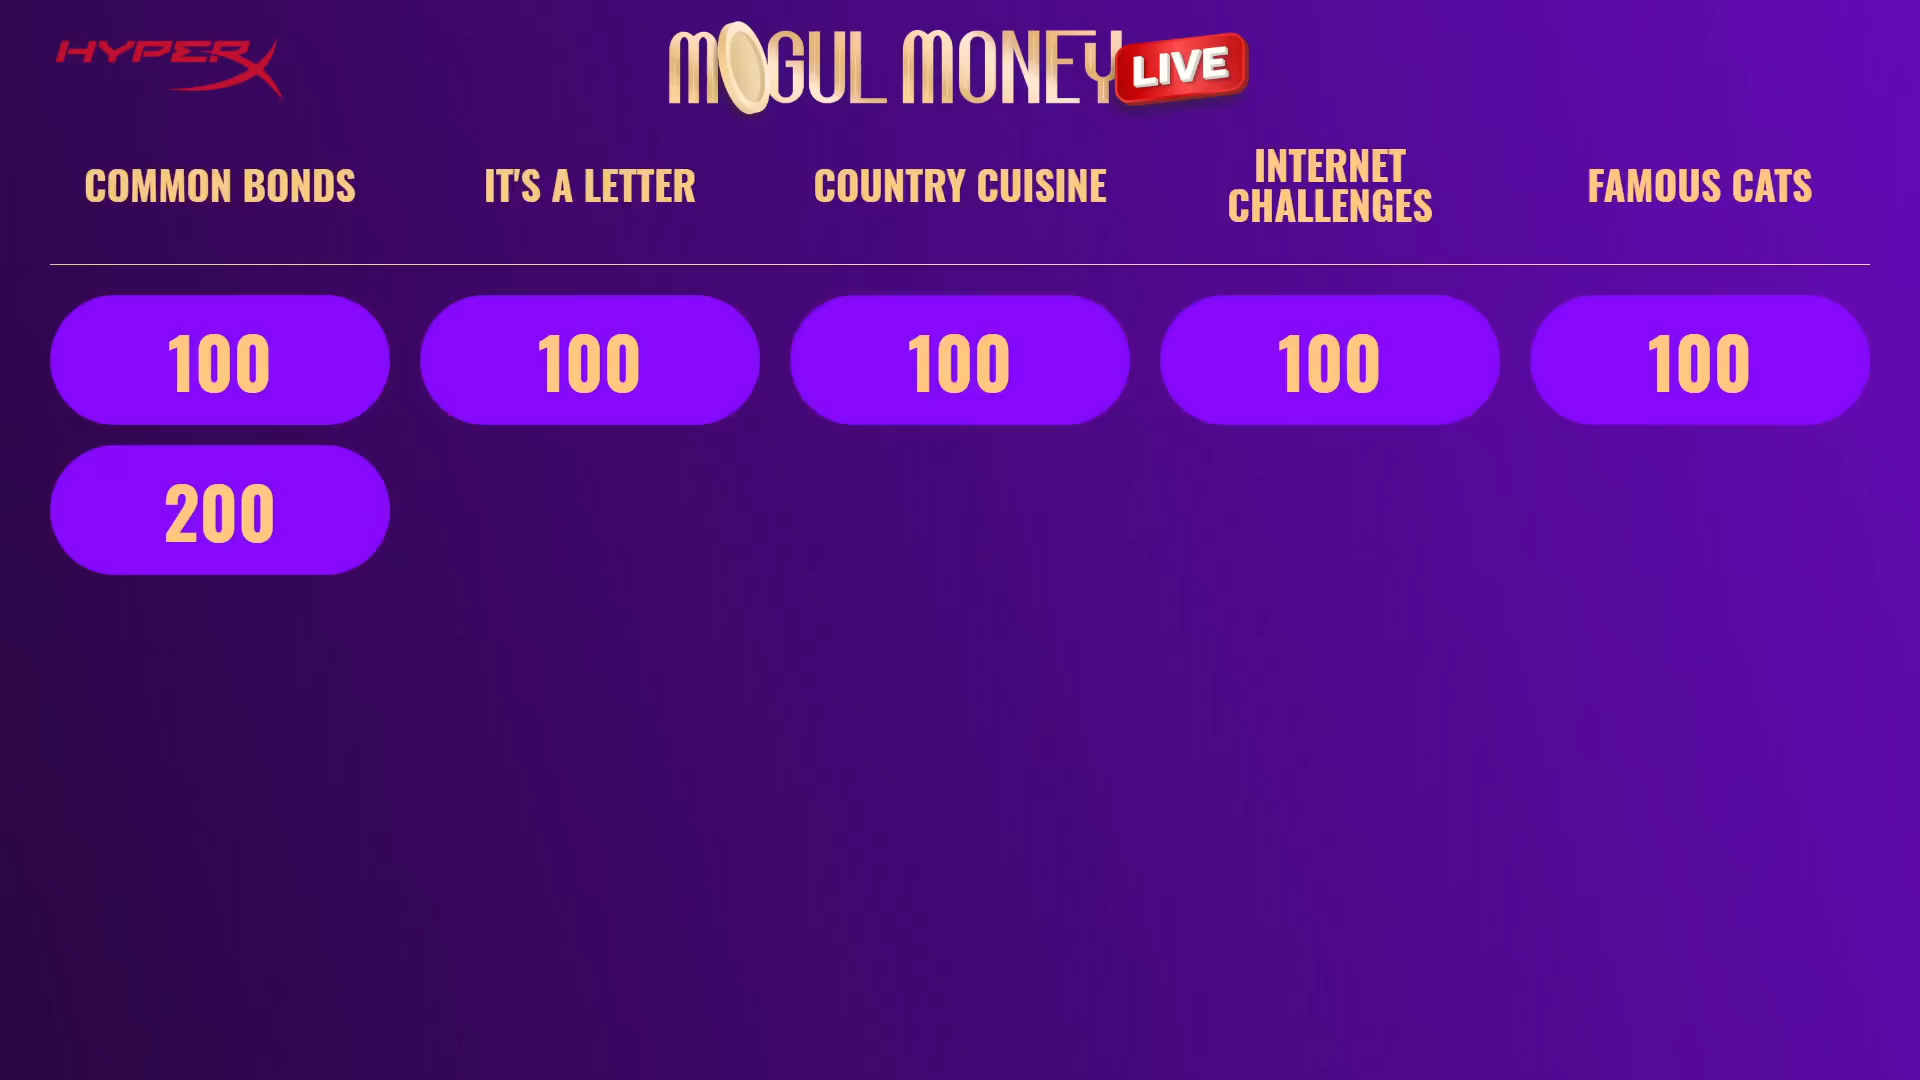 HYPERX
MOGUL MONEY LIVE
COMMON BONDS
IT'S A LETTER
COUNTRY CUISINE
INTERNET
CHALLENGES
FAMOUS CATS
100 100 100 100 100
200